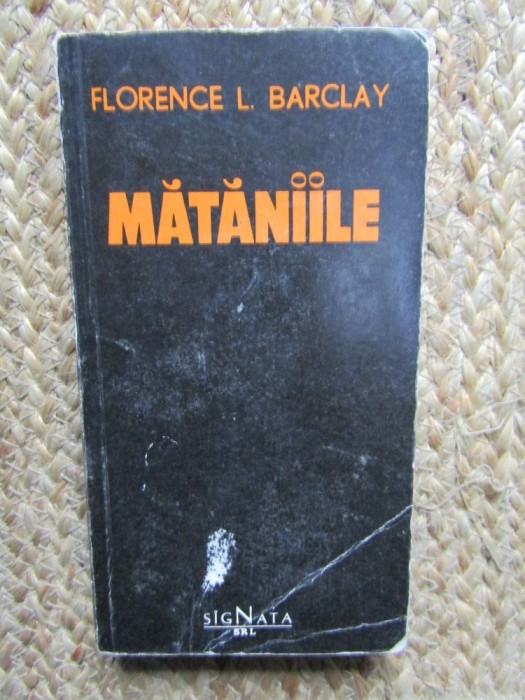 FLORENCE L. BARCLAY
MĂTĂNIILE
SIGNATA
SRL